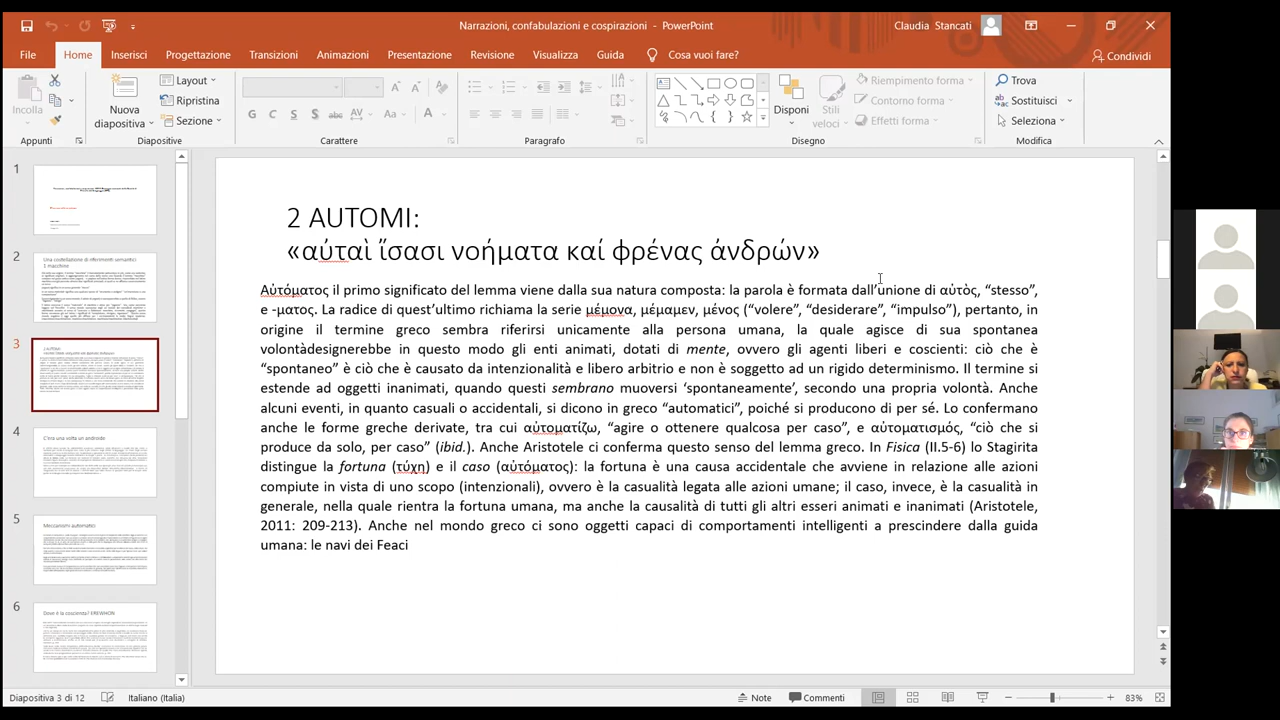 Narrazioni, confabulazioni e cospirazioni - PowerPoint
Claudia Stancati
File Home Inserisci Progettazione Transizioni Animazioni Presentazione Revisione Visualizza Guida Cosa vuoi fare? Condividi
Incolla
Nuova diapositiva
Layout
Ripristina
Sezione
G C S S abc AV Aa A
Disponi
Stili veloci
Riempimento forma
Contorno forma
Effetti forma
Trova
Sostituisci
Seleziona
Appunti Diapositive Carattere Paragrafo Disegno Modifica
1
2
Una costellazione di riferimenti semantici
1 macchine
3
2 AUTOMI:
4
C'era una volta un androide
5
Meccanismi automatici
6
Dove è la coscienza? EREWHON
2 AUTOMI:
«αὐταὶ ἴσασι νοήματα καί φρένας άνδρών»
Αὐτόματος il primo significato del lemma viene dalla sua natura composta: la parola è formata dall'unione di αὐτὸς, “stesso”,
e -ματος. La radice di quest'ultimo richiama la serie μέμονα, μέμαμεν, μένος (“volere”,“desiderare”, “impulso”), pertanto, in
origine il termine greco sembra riferirsi unicamente alla persona umana, la quale agisce di sua spontanea
volontàdesignerebbe in questo modo gli enti animati, dotati di mente, ovvero gli agenti liberi e coscienti: ciò che è
“spontaneo” è ciò che è causato da intenzionalità e libero arbitrio e non è soggetto ad un rigido determinismo. Il termine si
estende ad oggetti inanimati, quando questi sembrano muoversi ‘spontaneamente’, secondo una propria volontà. Anche
alcuni eventi, in quanto casuali o accidentali, si dicono in greco “automatici”, poiché si producono di per sé. Lo confermano
anche le forme greche derivate, tra cui αὐτοματίζω, “agire o ottenere qualcosa per caso”, e αὐτοματισμός, “ciò che si
produce da solo, per caso” (ibid.). Anche Aristotele ci conferma questo senso del lemma greco. In Fisica (II.5-6) lo Stagirita
distingue la fortuna (τύχη) e il caso (αὐτόματος): la fortuna è una causa accidentale che avviene in relazione alle azioni
compiute in vista di uno scopo (intenzionali), ovvero è la casualità legata alle azioni umane; il caso, invece, è la casualità in
generale, nella quale rientra la fortuna umana, ma anche la causalità di tutti gli altri esseri animati e inanimati (Aristotele,
2011: 209-213). Anche nel mondo greco ci sono oggetti capaci di comportamenti intelligenti a prescindere dalla guida
umana: le navi dei Feaci
Diapositiva 3 di 12 Italiano (Italia) Note Commenti 83%